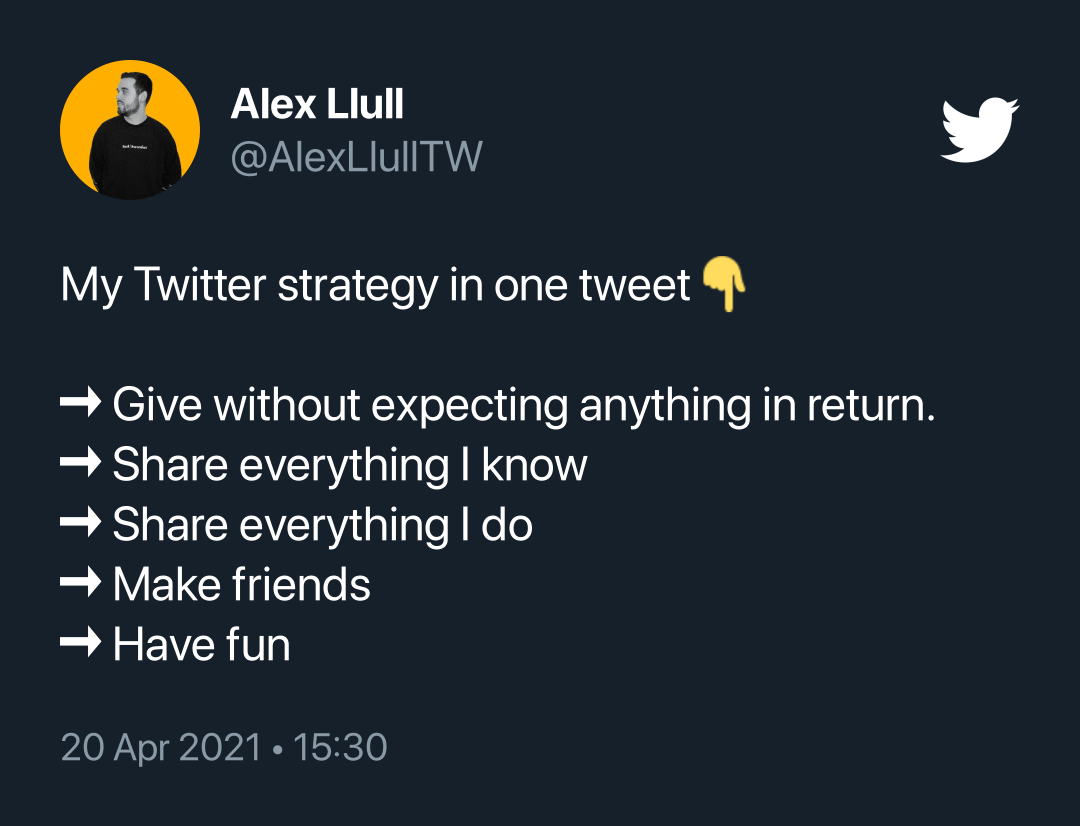 Alex Llull
@AlexLlullTW
My Twitter strategy in one tweet 👇
➞ Give without expecting anything in return.
➞ Share everything I know
➞ Share everything I do
➞ Make friends
➞ Have fun
20 Apr 2021 • 15:30